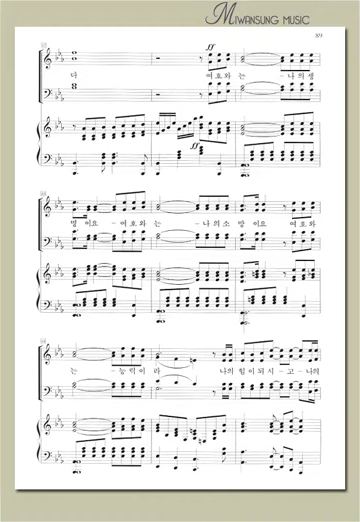 MIWANSUNG MUSIC
다 여호와는 - 나의생
명이요 - 여호와는 - 나의소 망이요 여호와
는 - 능력이라 나의힘이되시 - 고 - 나의